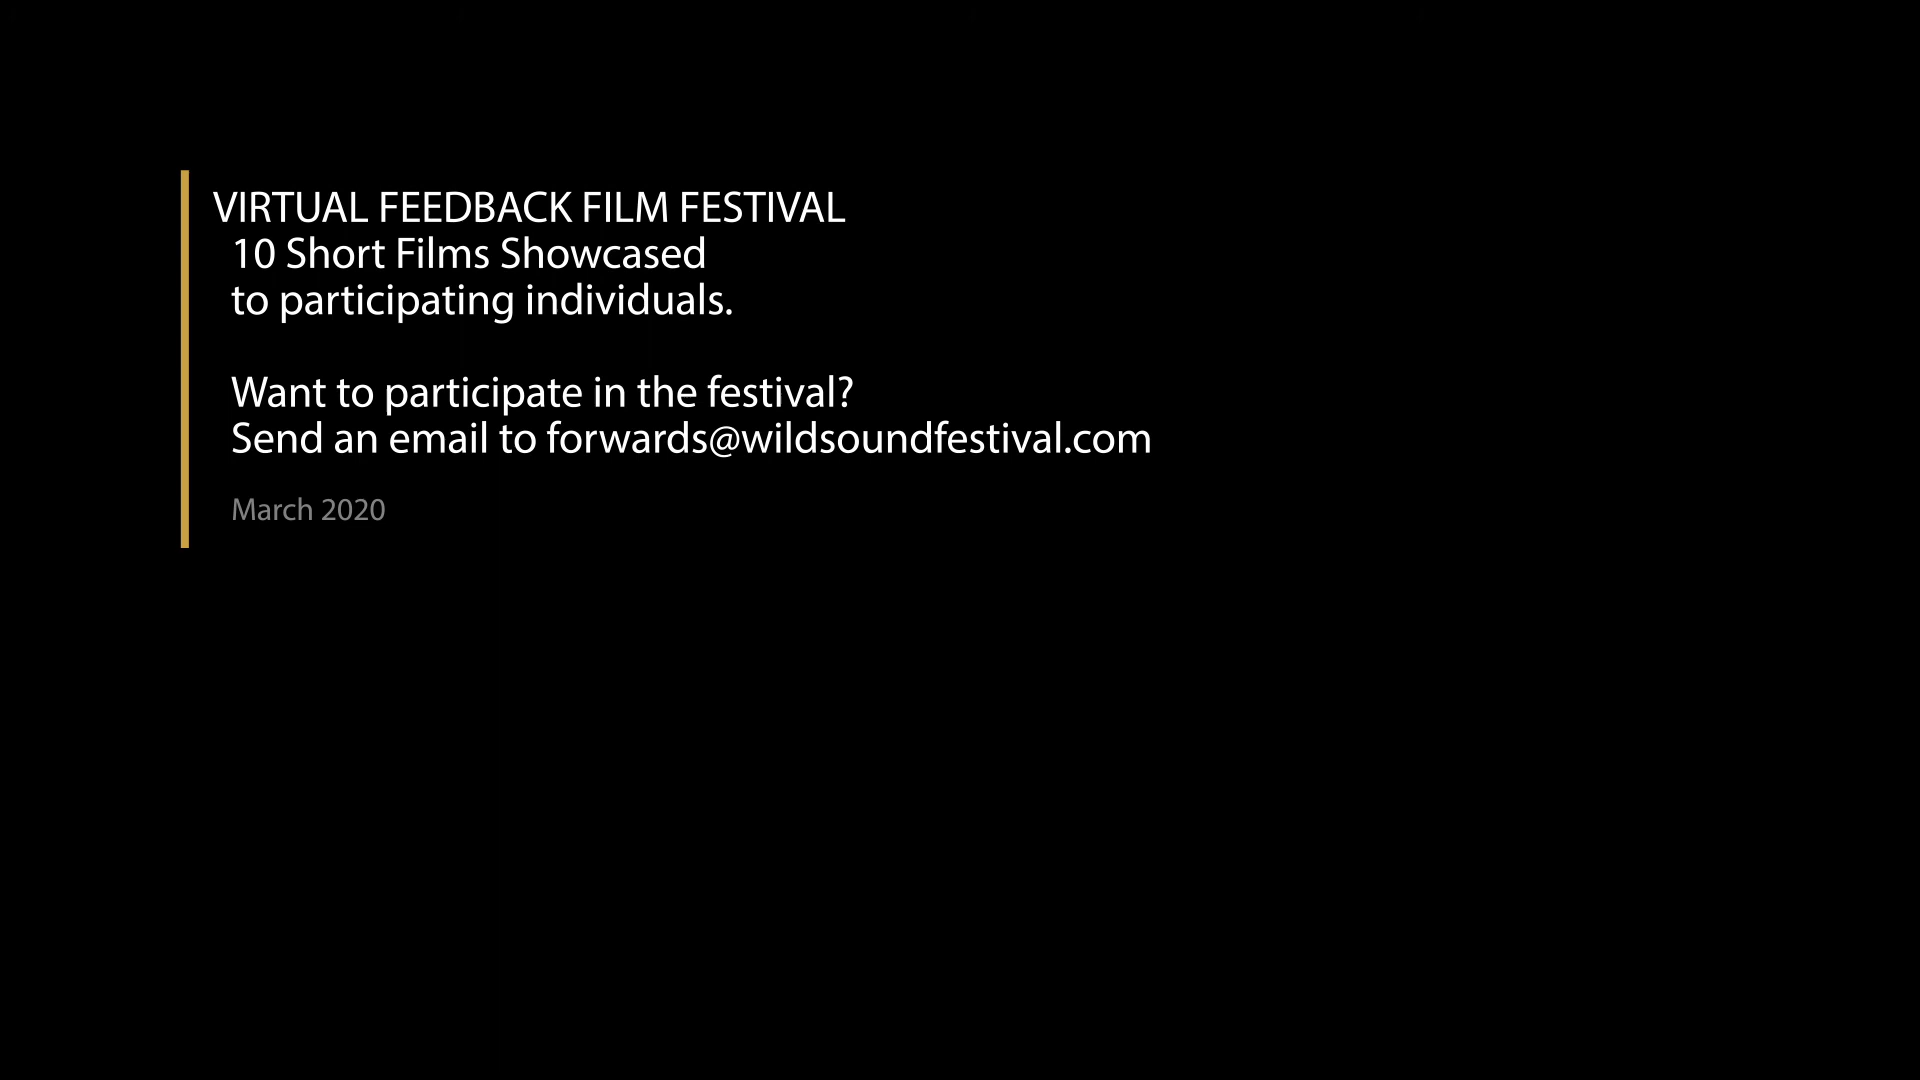 VIRTUAL FEEDBACK FILM FESTIVAL
10 Short Films Showcased
to participating individuals.
Want to participate in the festival?
Send an email to forwards@wildsoundfestival.com
March 2020